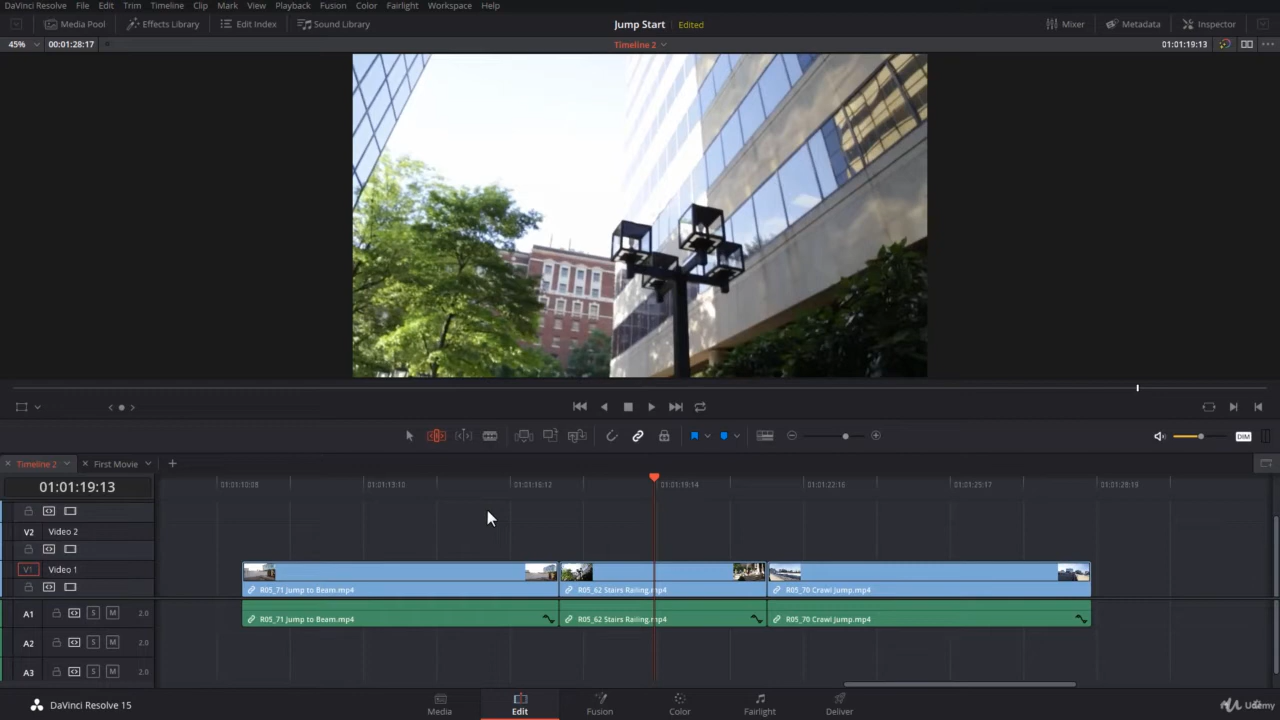 DaVinci Resolve File Edit Trim Timeline Clip Mark View Playback Fusion Color Fairlight Workspace Help
Media Pool Effects Library Edit Index Sound Library Jump Start Edited Mixer Metadata Inspector
45% 00:01:28:17 Timeline 2 01:01:19:13
DIM
Timeline 2 First Movie
01:01:19:13 01:01:10:08 01:01:13:10 01:01:16:12 01:01:19:14 01:01:22:16 01:01:25:17 01:01:28:19
V2 Video 2
V1 Video 1
R05_71 Jump to Beam.mp4 R05_62 Stairs Railing.mp4 R05_70 Crawl Jump.mp4
A1 S M 2.0 R05_71 Jump to Beam.mp4 R05_62 Stairs Railing.mp4 R05_70 Crawl Jump.mp4
A2 S M 2.0
A3 S M 2.0
DaVinci Resolve 15 Media Edit Fusion Color Fairlight Deliver Udemy